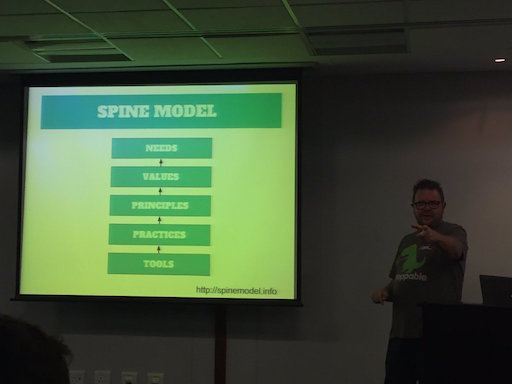 SPINE MODEL
NEEDS
VALUES
PRINCIPLES
PRACTICES
TOOLS
http://spinemodel.info